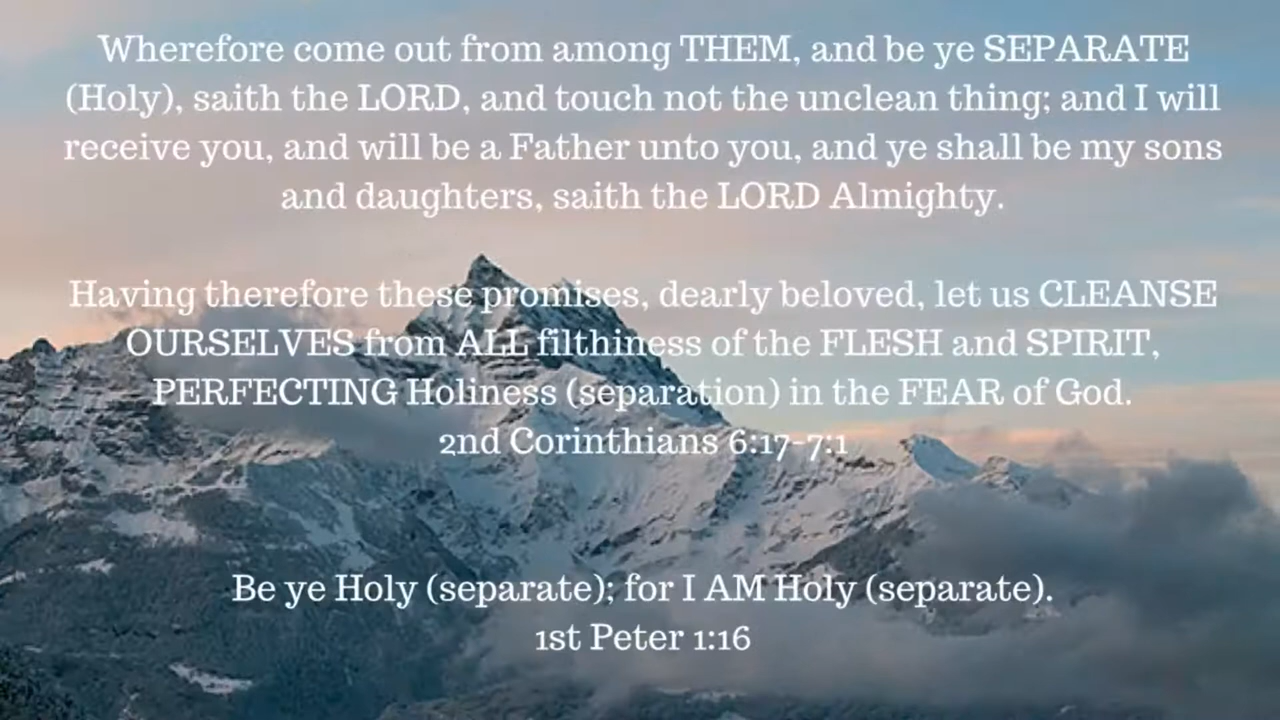 Wherefore come out from among THEM, and be ye SEPARATE
(Holy), saith the LORD, and touch not the unclean thing; and I will
receive you, and will be a Father unto you, and ye shall be my sons
and daughters, saith the LORD Almighty.
Having therefore these promises, dearly beloved, let us CLEANSE
OURSELVES from ALL filthiness of the FLESH and SPIRIT,
PERFECTING Holiness (separation) in the FEAR of God.
2nd Corinthians 6:17-7:1
Be ye Holy (separate); for I AM Holy (separate).
1st Peter 1:16